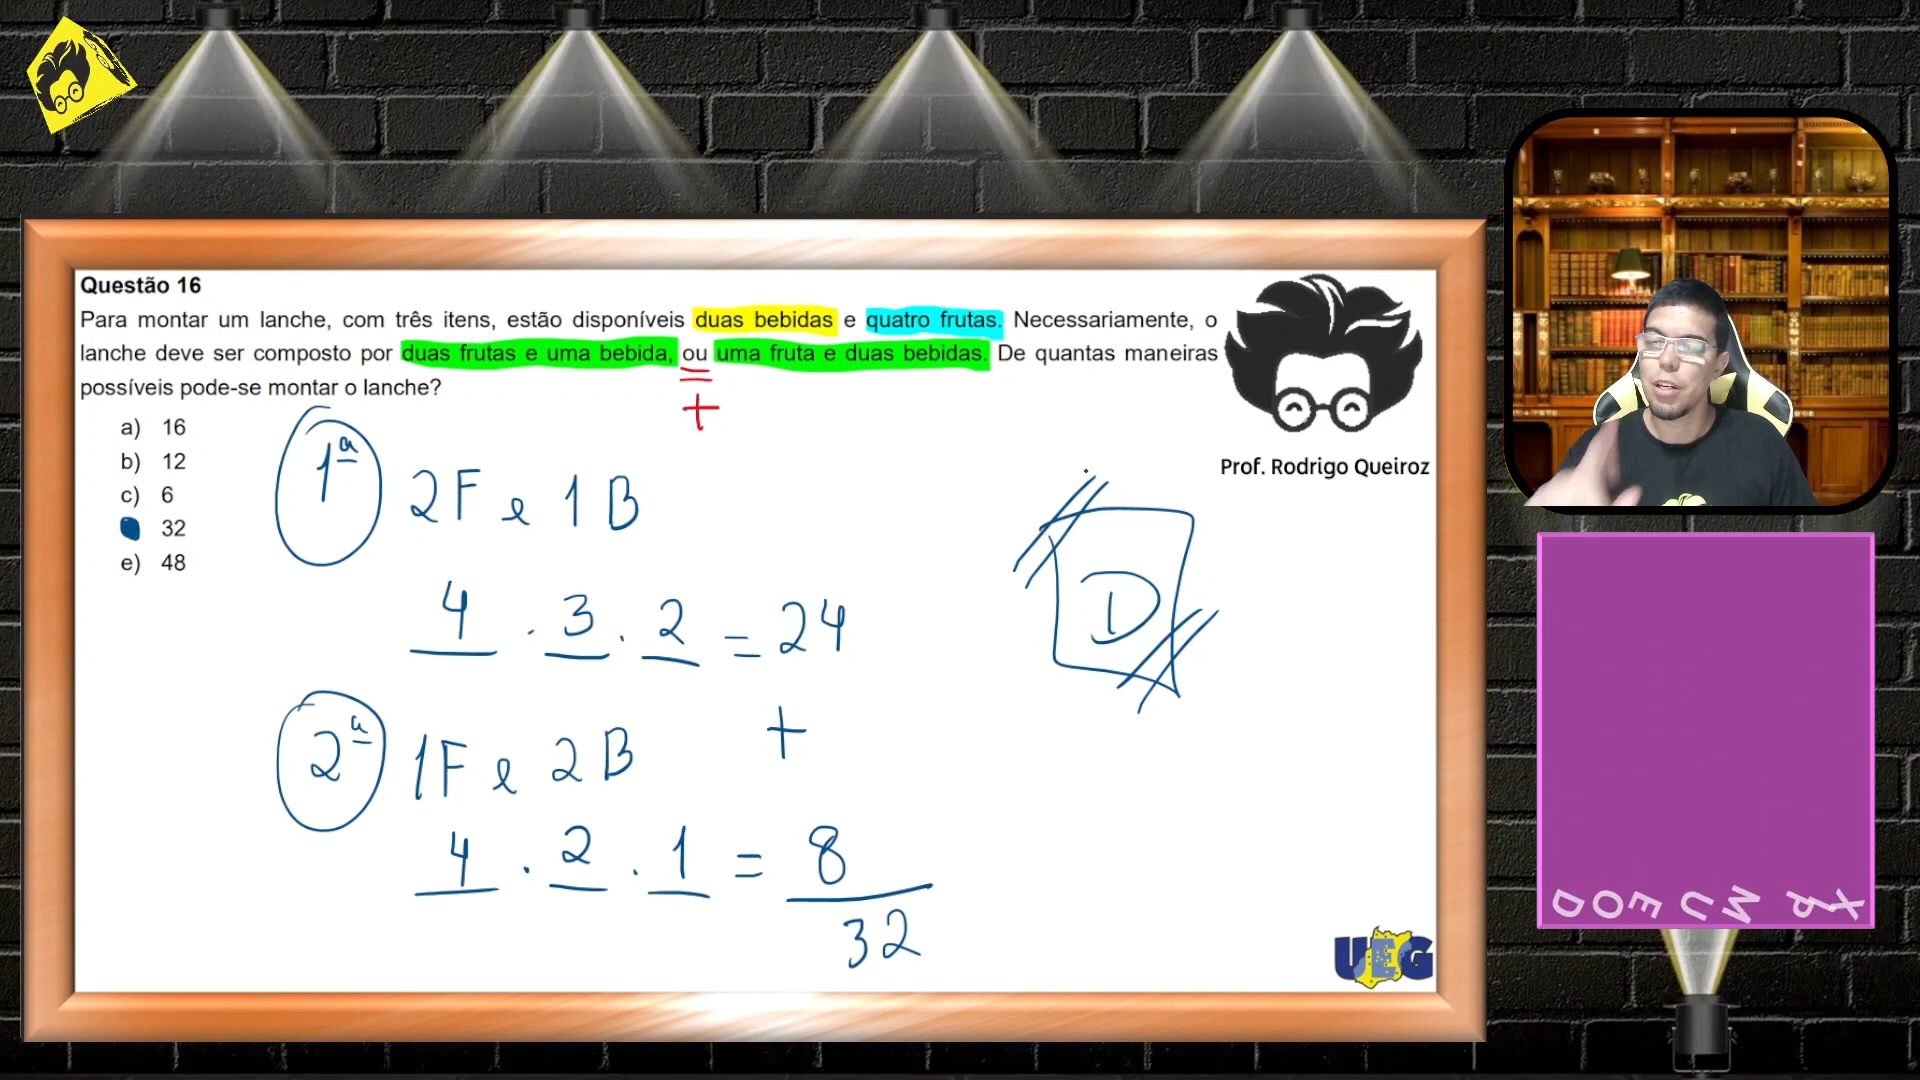 Questão 16
Para montar um lanche, com três itens, estão disponíveis duas bebidas e quatro frutas. Necessariamente, o
lanche deve ser composto por duas frutas e uma bebida, ou uma fruta e duas bebidas. De quantas maneiras
possíveis pode-se montar o lanche?
+
a) 16
b) 12
c) 6
32
e) 48
Prof. Rodrigo Queiroz
1ª 2F e 1B
4 . 3 . 2 = 24
D
+
2ª 1F e 2B
4 . 2 . 1 = 8
32
UEG